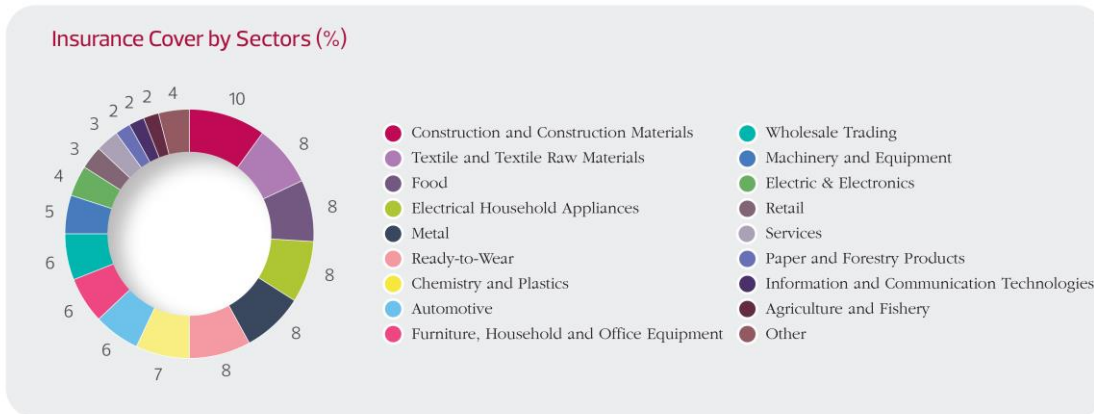 Insurance Cover by Sectors (%)
10
8
8
8
8
8
7
6
6
6
5
4
3
3
2
2
2
4
Construction and Construction Materials
Textile and Textile Raw Materials
Food
Electrical Household Appliances
Metal
Ready-to-Wear
Chemistry and Plastics
Automotive
Furniture, Household and Office Equipment
Wholesale Trading
Machinery and Equipment
Electric & Electronics
Retail
Services
Paper and Forestry Products
Information and Communication Technologies
Agriculture and Fishery
Other